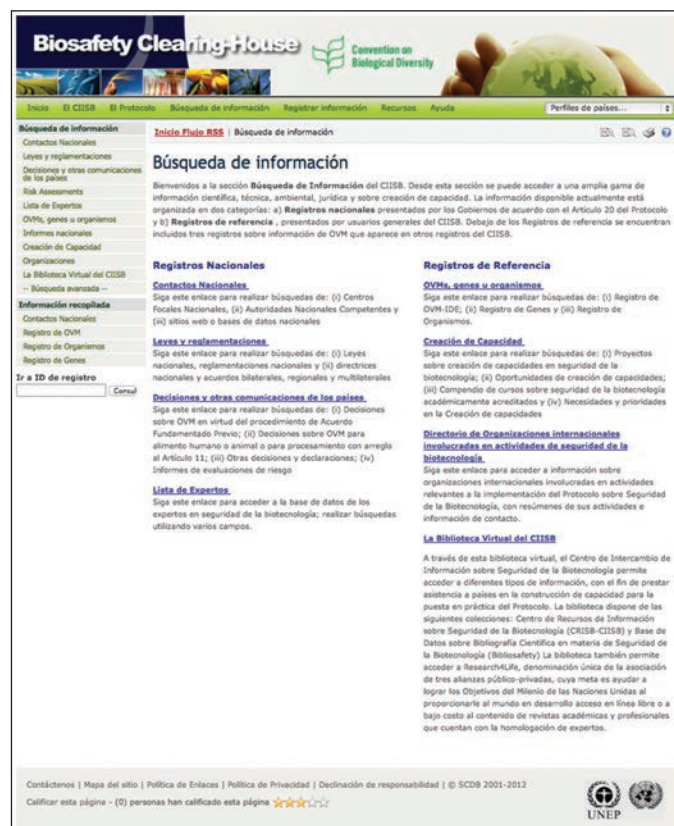 Biosafety Clearing-House
Convention on
Biological Diversity
Inicio El CIISB El Protocolo Búsqueda de información Registrar información Recursos Ayuda Perfiles de países...
Búsqueda de información
Contactos Nacionales
Leyes y reglamentaciones
Decisiones y otras comunicaciones
de los países
Risk Assessments
Lista de Expertos
OVMs, genes u organismos
Informes nacionales
Creación de Capacidad
Organizaciones
La Biblioteca Virtual del CIISB
-- Búsqueda avanzada --
Información recopilada
Contactos Nacionales
Registro de OVM
Registro de Organismos
Registro de Genes
Ir a ID de registro
Consul
Inicio Flujo RSS | Búsqueda de información
Búsqueda de información
Bienvenidos a la sección Búsqueda de Información del CIISB. Desde esta sección se puede acceder a una amplia gama de
información científica, técnica, ambiental, jurídica y sobre creación de capacidad. La información disponible actualmente está
organizada en dos categorías: a) Registros nacionales presentados por los Gobiernos de acuerdo con el Artículo 20 del Protocolo
y b) Registros de referencia , presentados por usuarios generales del CIISB. Debajo de los Registros de referencia se encuentran
incluidos tres registros sobre información de OVM que aparece en otros registros del CIISB.
Registros Nacionales
Contactos Nacionales
Siga este enlace para realizar búsquedas de: (i) Centros
Focales Nacionales, (ii) Autoridades Nacionales Competentes y
(iii) sitios web o bases de datos nacionales
Leyes y reglamentaciones
Siga este enlace para realizar búsquedas de: (i) Leyes
nacionales, reglamentaciones nacionales y (ii) directrices
nacionales y acuerdos bilaterales, regionales y multilaterales
Decisiones y otras comunicaciones de los países
Siga este enlace para realizar búsquedas de: (i) Decisiones
sobre OVM en virtud del procedimiento de Acuerdo
Fundamentado Previo; (ii) Decisiones sobre OVM para
alimento humano o animal o para procesamiento con arreglo
al Artículo 11; (iii) Otras decisiones y declaraciones; (iv)
Informes de evaluaciones de riesgo
Lista de Expertos
Siga este enlace para acceder a la base de datos de los
expertos en seguridad de la biotecnología; realizar búsquedas
utilizando varios campos.
Registros de Referencia
OVMs, genes u organismos
Siga este enlace para realizar búsquedas de: (i) Registro de
OVM-IDE; (ii) Registro de Genes y (iii) Registro de
Organismos.
Creación de Capacidad
Siga este enlace para realizar búsquedas de: (i) Proyectos
sobre creación de capacidades en seguridad de la
biotecnología; (ii) Oportunidades de creación de capacidades;
(iii) Compendio de cursos sobre seguridad de la biotecnología
académicamente acreditados y (iv) Necesidades y prioridades
en la Creación de capacidades
Directorio de Organizaciones internacionales
involucradas en actividades de seguridad de la
biotecnología
Siga este enlace para acceder a información sobre
organizaciones internacionales involucradas en actividades
relevantes a la implementación del Protocolo sobre Seguridad
de la Biotecnología, con resúmenes de sus actividades e
información de contacto.
La Biblioteca Virtual del CIISB
A través de esta biblioteca virtual, el Centro de Intercambio de
Información sobre Seguridad de la Biotecnología permite
acceder a diferentes tipos de información, con el fin de prestar
asistencia a países en la construcción de capacidad para la
puesta en práctica del Protocolo. La biblioteca dispone de las
siguientes colecciones: Centro de Recursos de Información
sobre Seguridad de la Biotecnología (CRISB-CIISB) y Base de
Datos sobre Bibliografía Científica en materia de Seguridad de
la Biotecnología (Bibliosafety) La biblioteca también permite
acceder a Research4Life, denominación única de la asociación
de tres alianzas público-privadas, cuya meta es ayudar a
lograr los Objetivos del Milenio de las Naciones Unidas al
proporcionarle al mundo en desarrollo acceso en línea libre o a
bajo costo al contenido de revistas académicas y profesionales
que cuentan con la homologación de expertos.
Contáctenos | Mapa del sitio | Política de Enlaces | Política de Privacidad | Declinación de responsabilidad | © SCDB 2001-2012
Calificar esta página - (0) personas han calificado esta página
UNEP